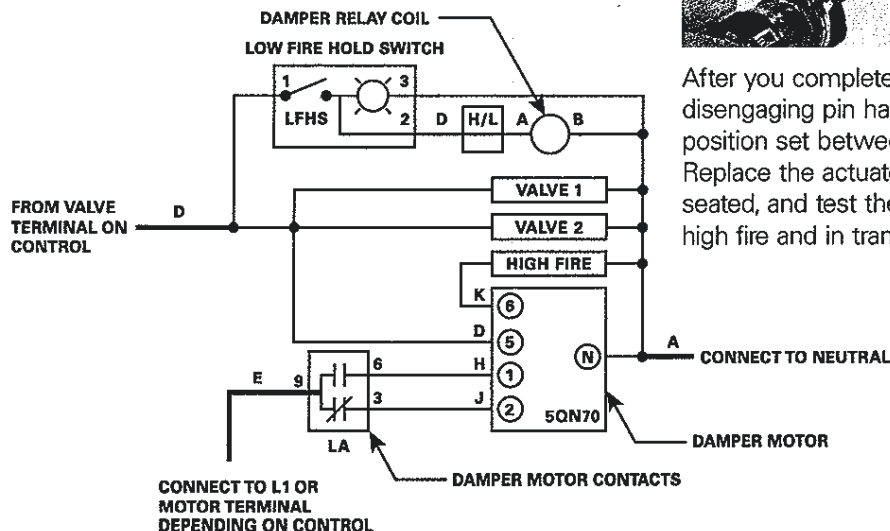 DAMPER RELAY COIL
LOW FIRE HOLD SWITCH
1
3
LFHS
2
D
H/L
A
B
VALVE 1
FROM VALVE
TERMINAL ON
CONTROL
D
VALVE 2
HIGH FIRE
K
6
D
5
N
A
CONNECT TO NEUTRAL
E
9
6
H
1
3
J
2
5QN70
LA
DAMPER MOTOR
DAMPER MOTOR CONTACTS
CONNECT TO L1 OR
MOTOR TERMINAL
DEPENDING ON CONTROL
After you complete
disengaging pin ha
position set betwee
Replace the actuat
seated, and test the
high fire and in tran